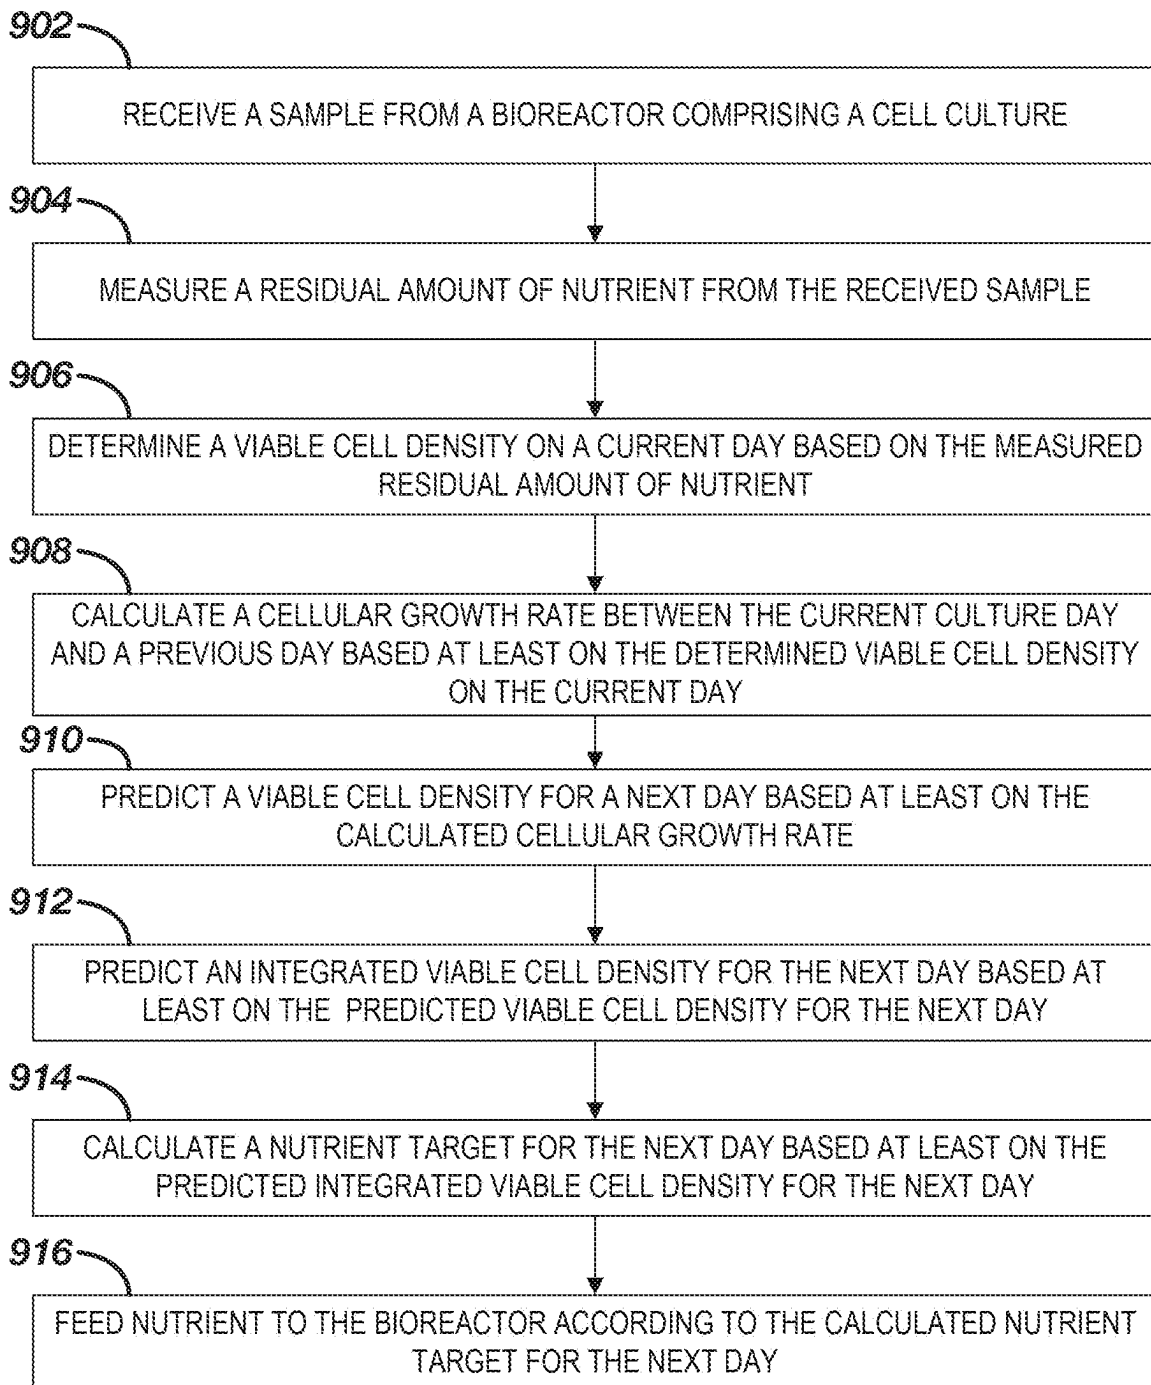 902
RECEIVE A SAMPLE FROM A BIOREACTOR COMPRISING A CELL CULTURE
904
MEASURE A RESIDUAL AMOUNT OF NUTRIENT FROM THE RECEIVED SAMPLE
906
DETERMINE A VIABLE CELL DENSITY ON A CURRENT DAY BASED ON THE MEASURED
RESIDUAL AMOUNT OF NUTRIENT
908
CALCULATE A CELLULAR GROWTH RATE BETWEEN THE CURRENT CULTURE DAY
AND A PREVIOUS DAY BASED AT LEAST ON THE DETERMINED VIABLE CELL DENSITY
ON THE CURRENT DAY
910
PREDICT A VIABLE CELL DENSITY FOR A NEXT DAY BASED AT LEAST ON THE
CALCULATED CELLULAR GROWTH RATE
912
PREDICT AN INTEGRATED VIABLE CELL DENSITY FOR THE NEXT DAY BASED AT
LEAST ON THE PREDICTED VIABLE CELL DENSITY FOR THE NEXT DAY
914
CALCULATE A NUTRIENT TARGET FOR THE NEXT DAY BASED AT LEAST ON THE
PREDICTED INTEGRATED VIABLE CELL DENSITY FOR THE NEXT DAY
916
FEED NUTRIENT TO THE BIOREACTOR ACCORDING TO THE CALCULATED NUTRIENT
TARGET FOR THE NEXT DAY